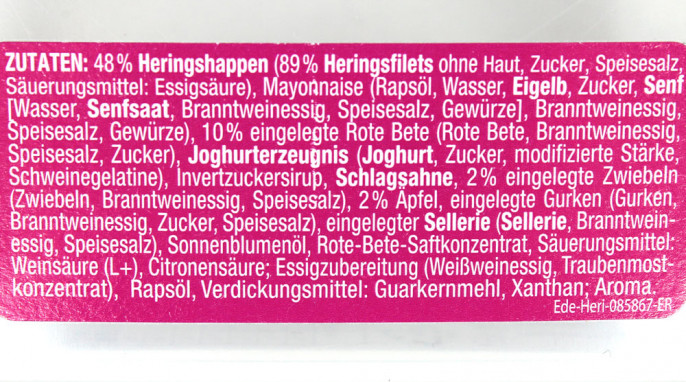 ZUTATEN: 48% Heringshappen (89% Heringsfilets ohne Haut, Zucker, Speisesalz,
Säuerungsmittel: Essigsäure), Mayonnaise (Rapsöl, Wasser, Eigelb, Zucker, Senf
[Wasser, Senfsaat, Branntweinessig, Speisesalz, Gewürze], Branntweinessig,
Speisesalz, Gewürze), 10% eingelegte Rote Bete (Rote Bete, Branntweinessig,
Speisesalz, Zucker), Joghurterzeugnis (Joghurt, Zucker, modifizierte Stärke,
Schweinegelatine), Invertzuckersirup, Schlagsahne, 2% eingelegte Zwiebeln
(Zwiebeln, Branntweinessig, Speisesalz), 2% Äpfel, eingelegte Gurken (Gurken,
Branntweinessig, Zucker, Speisesalz), eingelegter Sellerie (Sellerie, Branntwein-
essig, Speisesalz), Sonnenblumenöl, Rote-Bete-Saftkonzentrat, Säuerungsmittel:
Weinsäure (L+), Citronensäure; Essigzubereitung (Weißweinessig, Traubenmost-
konzentrat), Rapsöl, Verdickungsmittel: Guarkernmehl, Xanthan; Aroma.
Ede-Heri-085867-ER